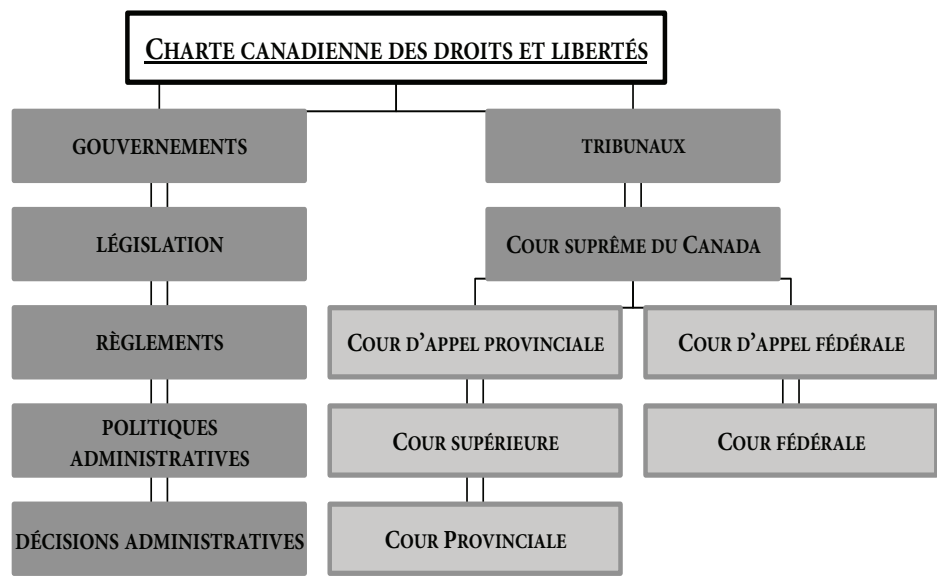 CHARTE CANADIENNE DES DROITS ET LIBERTÉS
GOUVERNEMENTS
TRIBUNAUX
LÉGISLATION
COUR SUPRÊME DU CANADA
RÈGLEMENTS
COUR D'APPEL PROVINCIALE
COUR D'APPEL FÉDÉRALE
POLITIQUES
ADMINISTRATIVES
COUR SUPÉRIEURE
COUR FÉDÉRALE
DÉCISIONS ADMINISTRATIVES
COUR PROVINCIALE